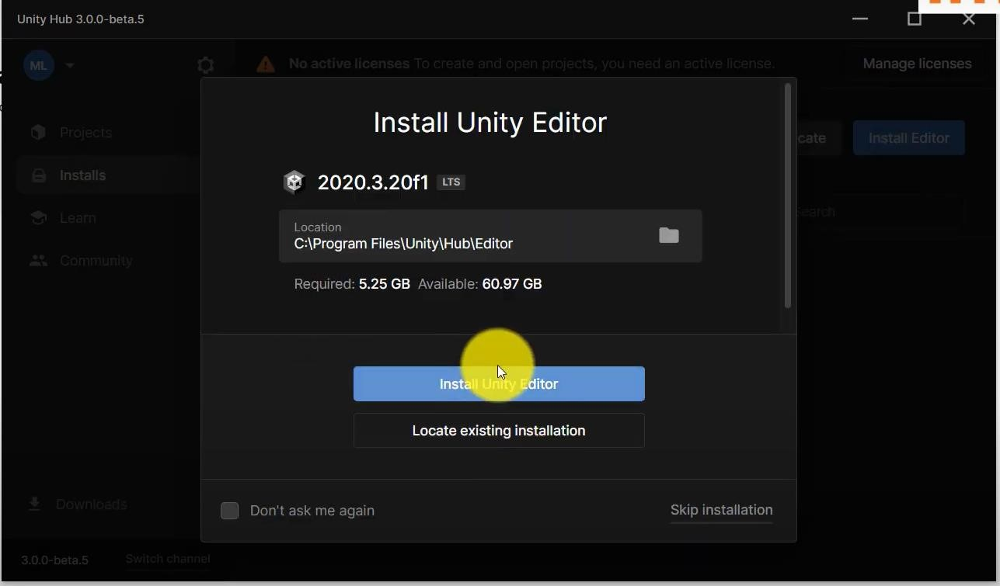 Unity Hub 3.0.0-beta.5
ML
No active licenses To create and open projects, you need an active license.
Manage licenses
Install Unity Editor
Projects
cate
Install Editor
Installs
2020.3.20f1 LTS
Learn
Search
Location
C:\Program Files\Unity\Hub\Editor
Community
Required: 5.25 GB Available: 60.97 GB
Install Unity Editor
Locate existing installation
Downloads
Don't ask me again
Skip installation
3.0.0-beta.5
Switch channel